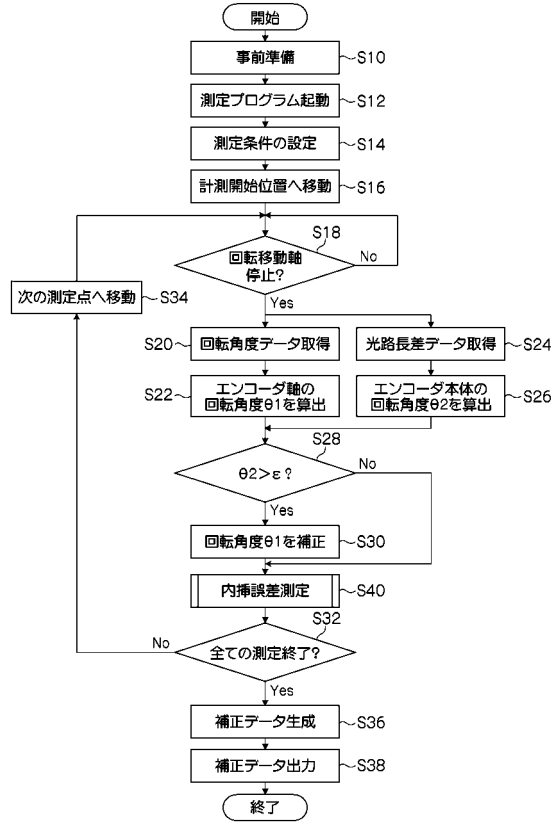 開始
事前準備 S10
測定プログラム起動 S12
測定条件の設定 S14
計測開始位置へ移動 S16
S18
回転移動軸
停止?
No
次の測定点へ移動 S34
Yes
S20 回転角度データ取得
光路長差データ取得 S24
S22 エンコーダ軸の
回転角度θ1を算出
エンコーダ本体の
回転角度θ2を算出 S26
S28
θ2>ε?
No
Yes
回転角度θ1を補正 S30
内挿誤差測定 S40
S32
全ての測定終了?
No
Yes
補正データ生成 S36
補正データ出力 S38
終了